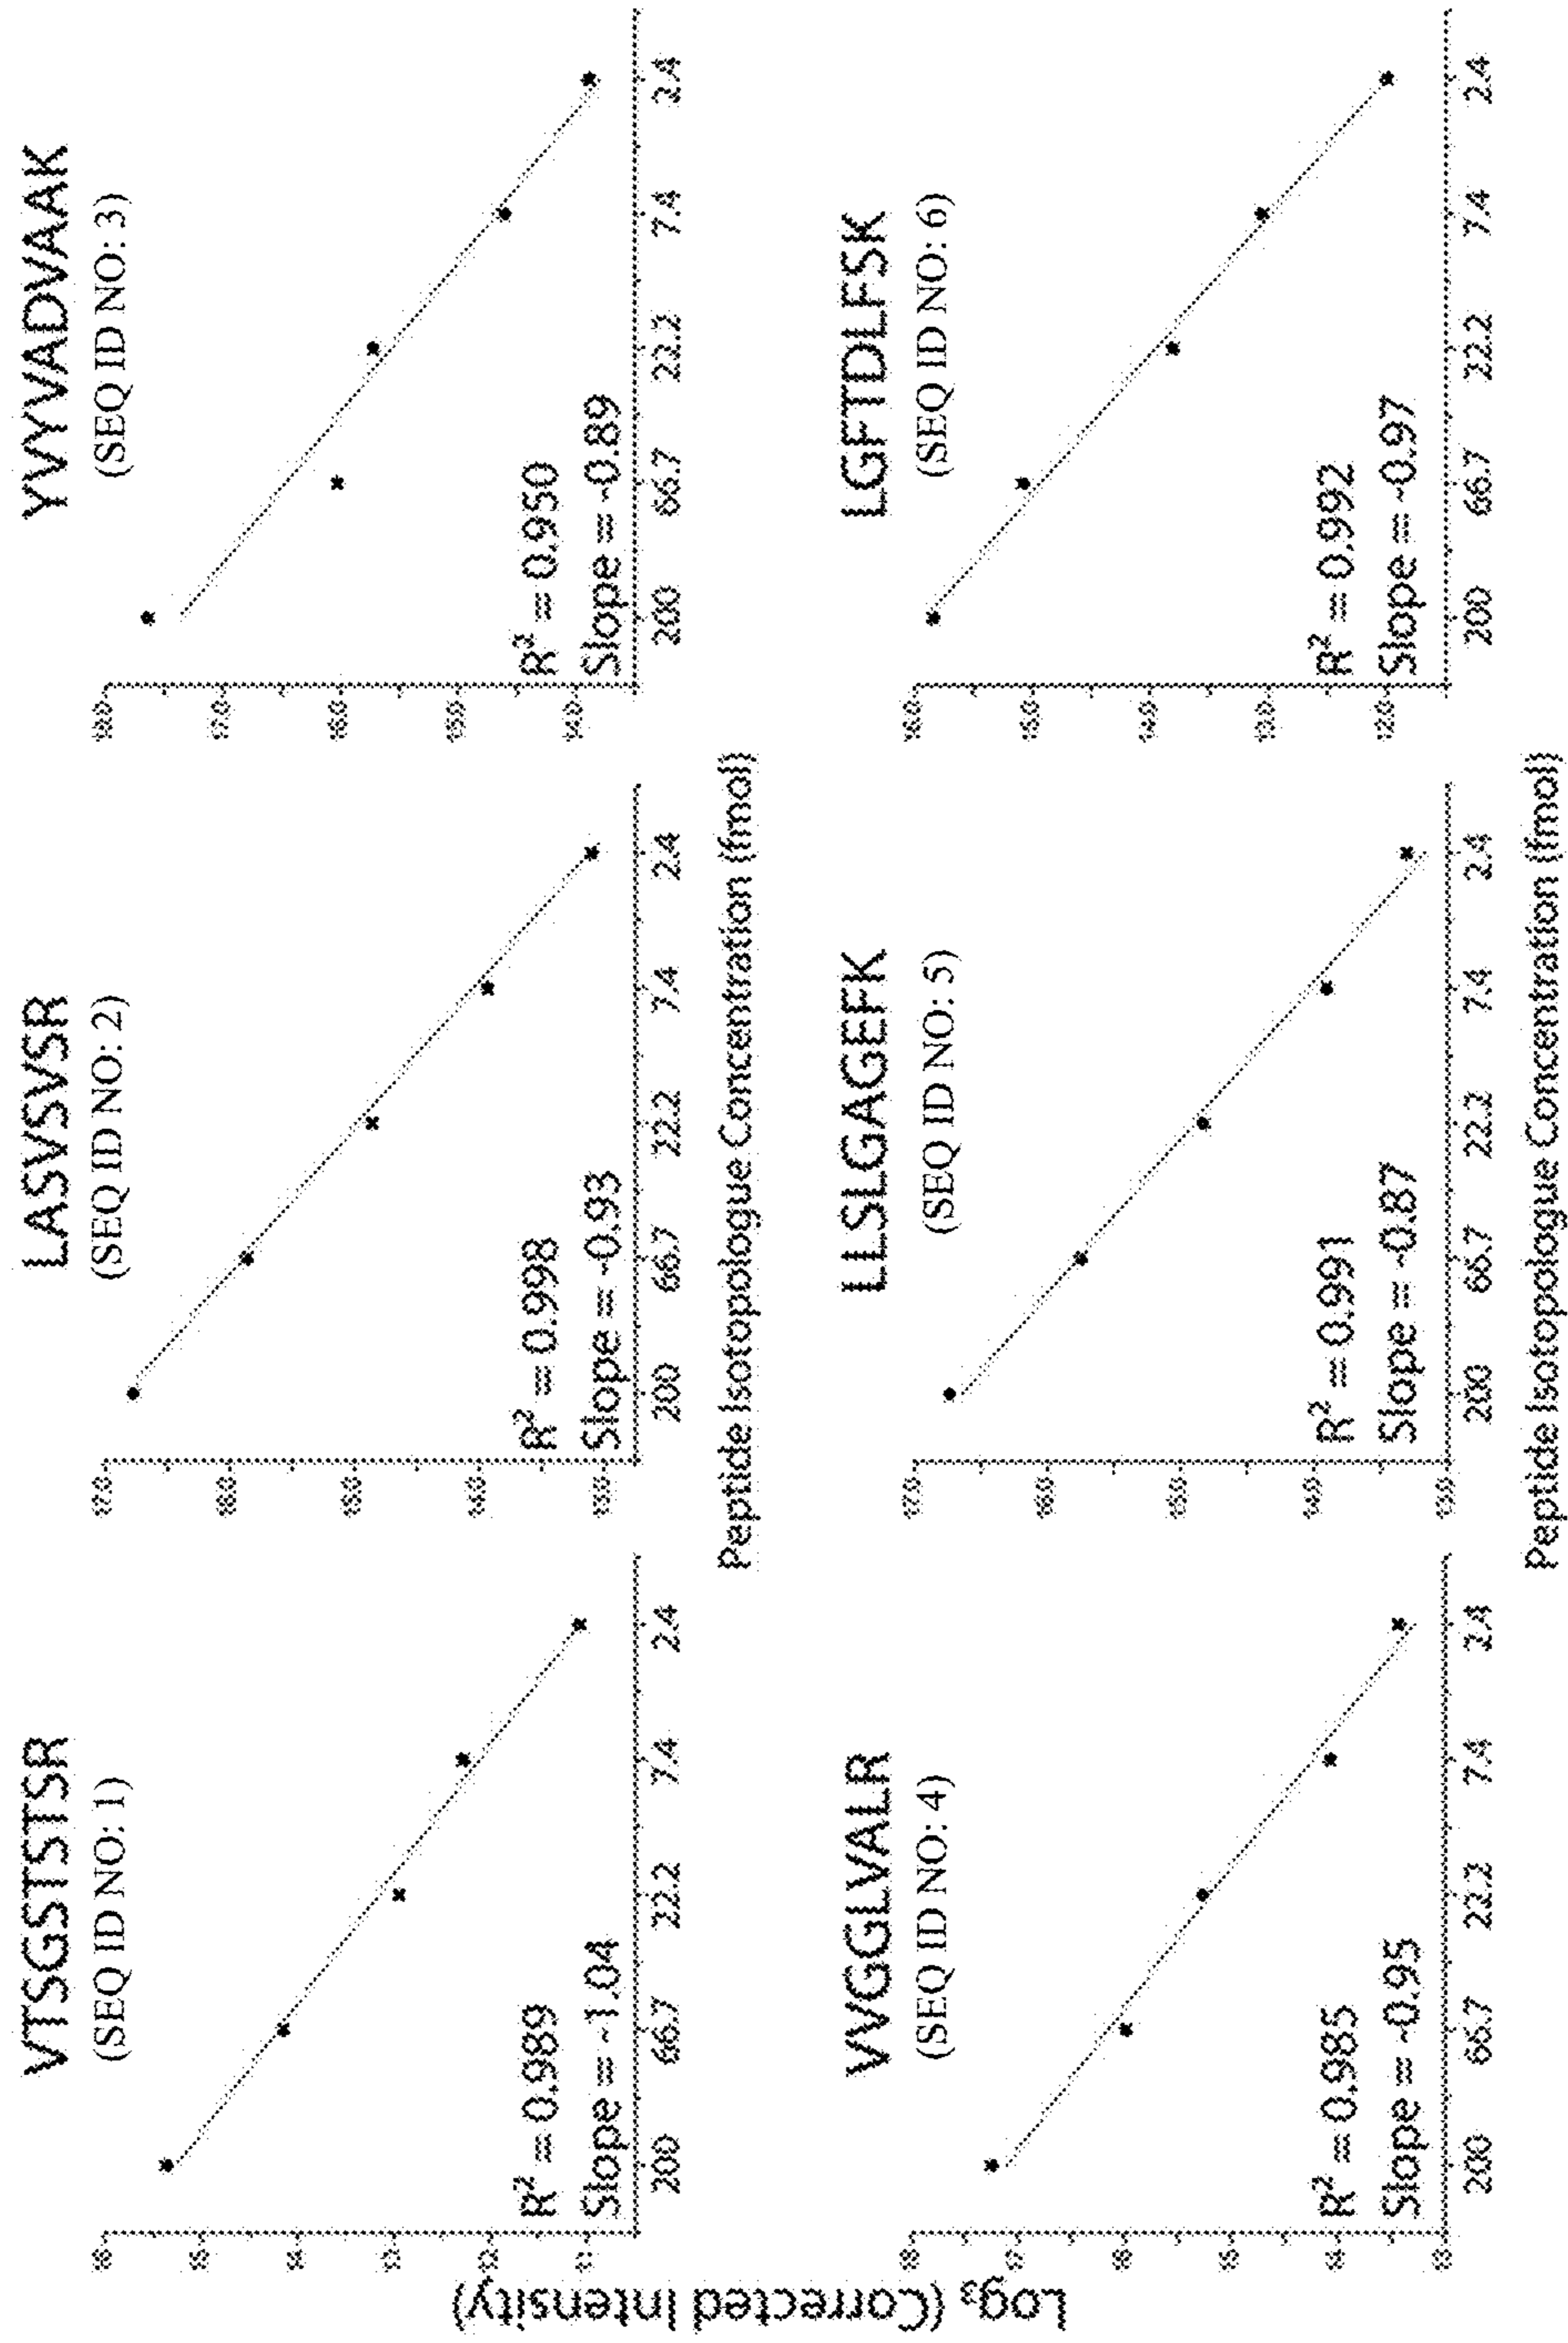 VTSGSTSTSR
(SEQ ID NO: 1)
R² = 0.989
Slope = -1.04
200 66.7 22.2 7.4 2.4
LASVSVSR
(SEQ ID NO: 2)
R² = 0.998
Slope = -0.93
200 66.7 22.2 7.4 2.4
YVYVADVAAK
(SEQ ID NO: 3)
R² = 0.950
Slope = -0.89
200 66.7 22.2 7.4 2.4
Peptide Isotopologue Concentration (fmol)
Log₃ (Corrected Intensity)
VVGGLVALR
(SEQ ID NO: 4)
R² = 0.985
Slope = -0.95
200 66.7 22.2 7.4 2.4
LLSLGAGEFK
(SEQ ID NO: 5)
R² = 0.991
Slope = -0.87
200 66.7 22.2 7.4 2.4
LGFTDLFSK
(SEQ ID NO: 6)
R² = 0.992
Slope = -0.97
200 66.7 22.2 7.4 2.4
Peptide Isotopologue Concentration (fmol)